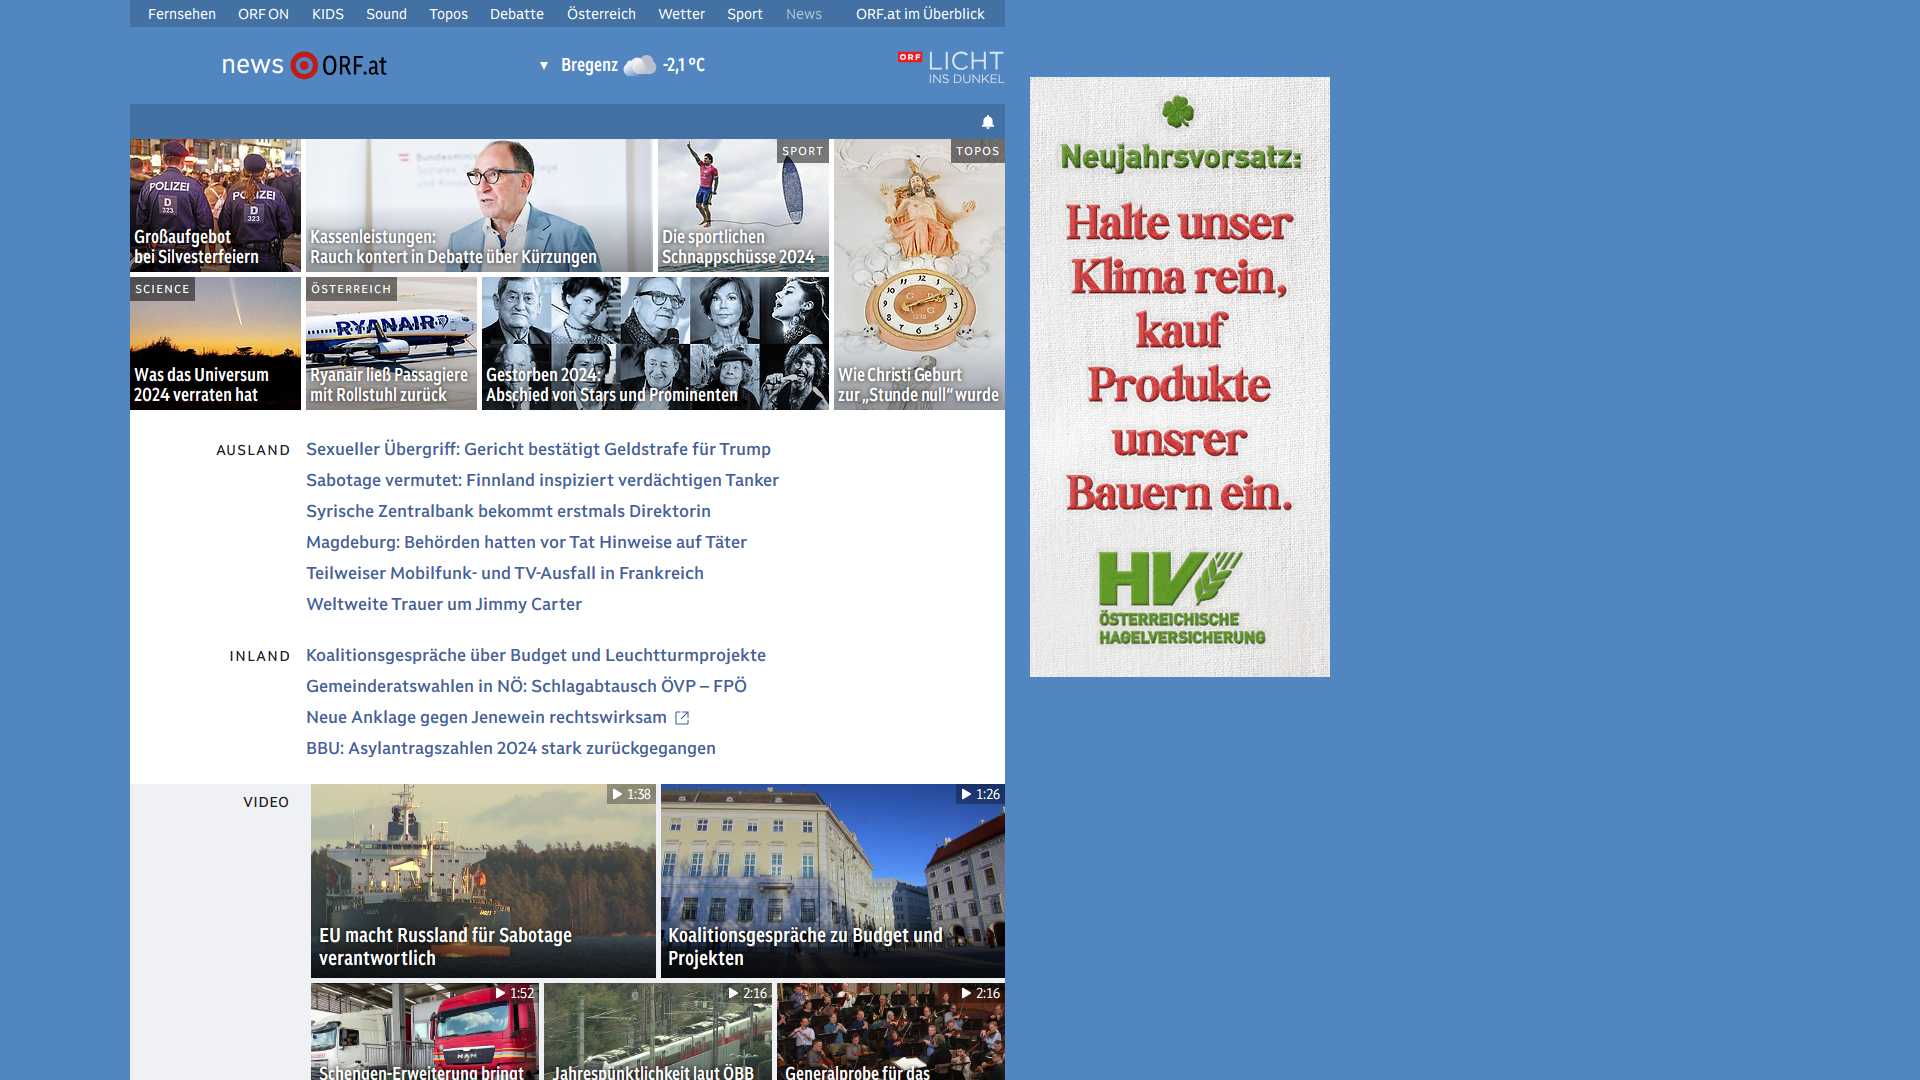 Fernsehen ORF ON KIDS Sound Topos Debatte Österreich Wetter Sport News ORF.at im Überblick
news ORF.at
Bregenz -2,1 °C
ORF LICHT
INS DUNKEL
POLIZEI
D
323
POLIZEI
D
323
Großaufgebot
bei Silvesterfeiern
Kassenleistungen:
Rauch kontert in Debatte über Kürzungen
SPORT
Die sportlichen
Schnappschüsse 2024
TOPOS
Wie Christi Geburt
zur „Stunde null“ wurde
SCIENCE
Was das Universum
2024 verraten hat
ÖSTERREICH
RYANAIR
Ryanair ließ Passagiere
mit Rollstuhl zurück
Gestorben 2024:
Abschied von Stars und Prominenten
AUSLAND
Sexueller Übergriff: Gericht bestätigt Geldstrafe für Trump
Sabotage vermutet: Finnland inspiziert verdächtigen Tanker
Syrische Zentralbank bekommt erstmals Direktorin
Magdeburg: Behörden hatten vor Tat Hinweise auf Täter
Teilweiser Mobilfunk- und TV-Ausfall in Frankreich
Weltweite Trauer um Jimmy Carter
INLAND
Koalitionsgespräche über Budget und Leuchtturmprojekte
Gemeinderatswahlen in NÖ: Schlagabtausch ÖVP – FPÖ
Neue Anklage gegen Jenewein rechtswirksam
BBU: Asylantragszahlen 2024 stark zurückgegangen
VIDEO
1:38
EU macht Russland für Sabotage
verantwortlich
1:26
Koalitionsgespräche zu Budget und
Projekten
1:52
MAN
Schengen-Erweiterung bringt
2:16
Jahrespünktlichkeit laut ÖBB
2:16
Generalprobe für das
Neujahrsvorsatz:
Halte unser
Klima rein,
kauf
Produkte
unsrer
Bauern ein.
HV
ÖSTERREICHISCHE
HAGELVERSICHERUNG